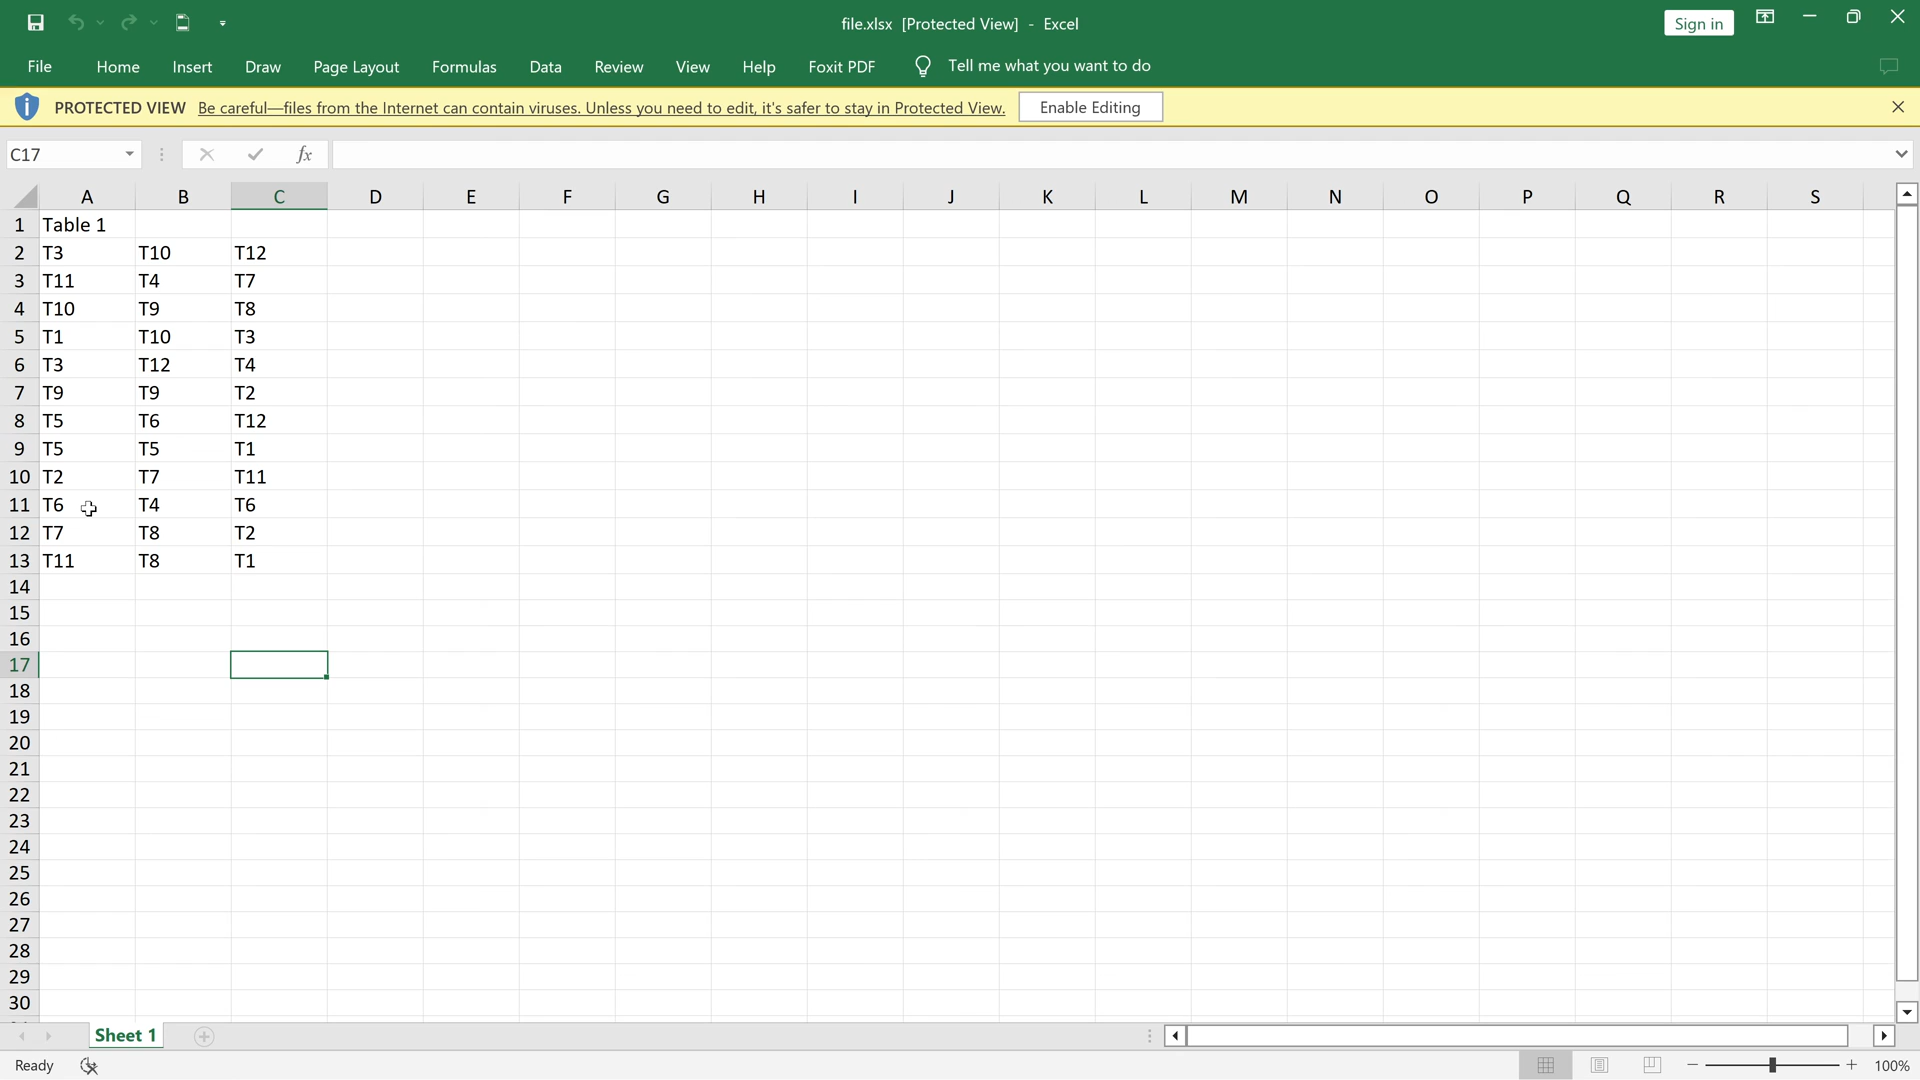 file.xlsx [Protected View] - Excel
Sign in
File Home Insert Draw Page Layout Formulas Data Review View Help Foxit PDF Tell me what you want to do
PROTECTED VIEW Be careful—files from the Internet can contain viruses. Unless you need to edit, it's safer to stay in Protected View. Enable Editing
C17 fx
A B C D E F G H I J K L M N O P Q R S
1 Table 1
2 T3 T10 T12
3 T11 T4 T7
4 T10 T9 T8
5 T1 T10 T3
6 T3 T12 T4
7 T9 T9 T2
8 T5 T6 T12
9 T5 T5 T1
10 T2 T7 T11
11 T6 T4 T6
12 T7 T8 T2
13 T11 T8 T1
14
15
16
17
18
19
20
21
22
23
24
25
26
27
28
29
30
Sheet 1
Ready 100%